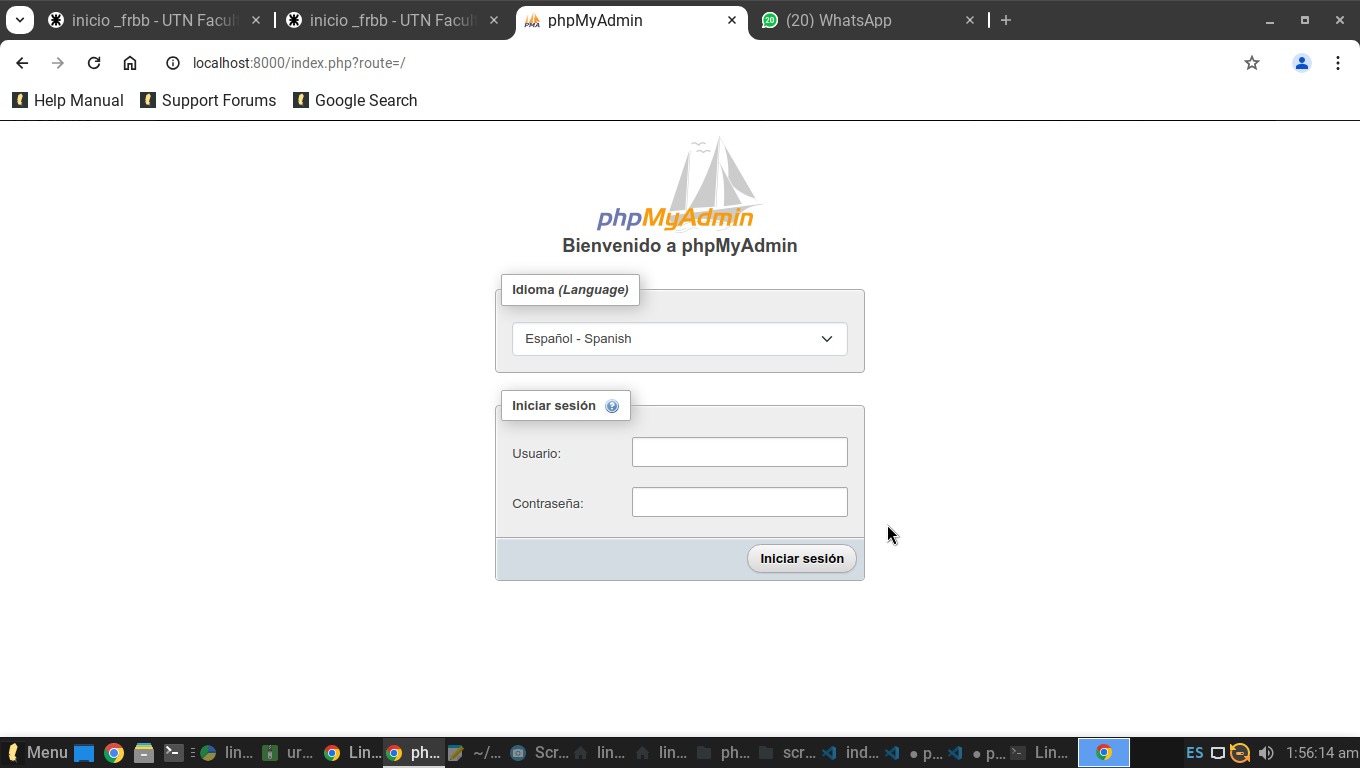 inicio _frbb - UTN Facul
inicio _frbb - UTN Facul
phpMyAdmin
(20) WhatsApp
localhost:8000/index.php?route=/
Help Manual
Support Forums
Google Search
phpMyAdmin
Bienvenido a phpMyAdmin
Idioma (Language)
Español - Spanish
Iniciar sesión
Usuario:
Contraseña:
Iniciar sesión
Menu
lin...
ur...
Lin...
ph...
~/...
Scr...
lin...
lin...
ph...
scr...
ind...
● p...
● p...
Lin...
ES
1:56:14 am